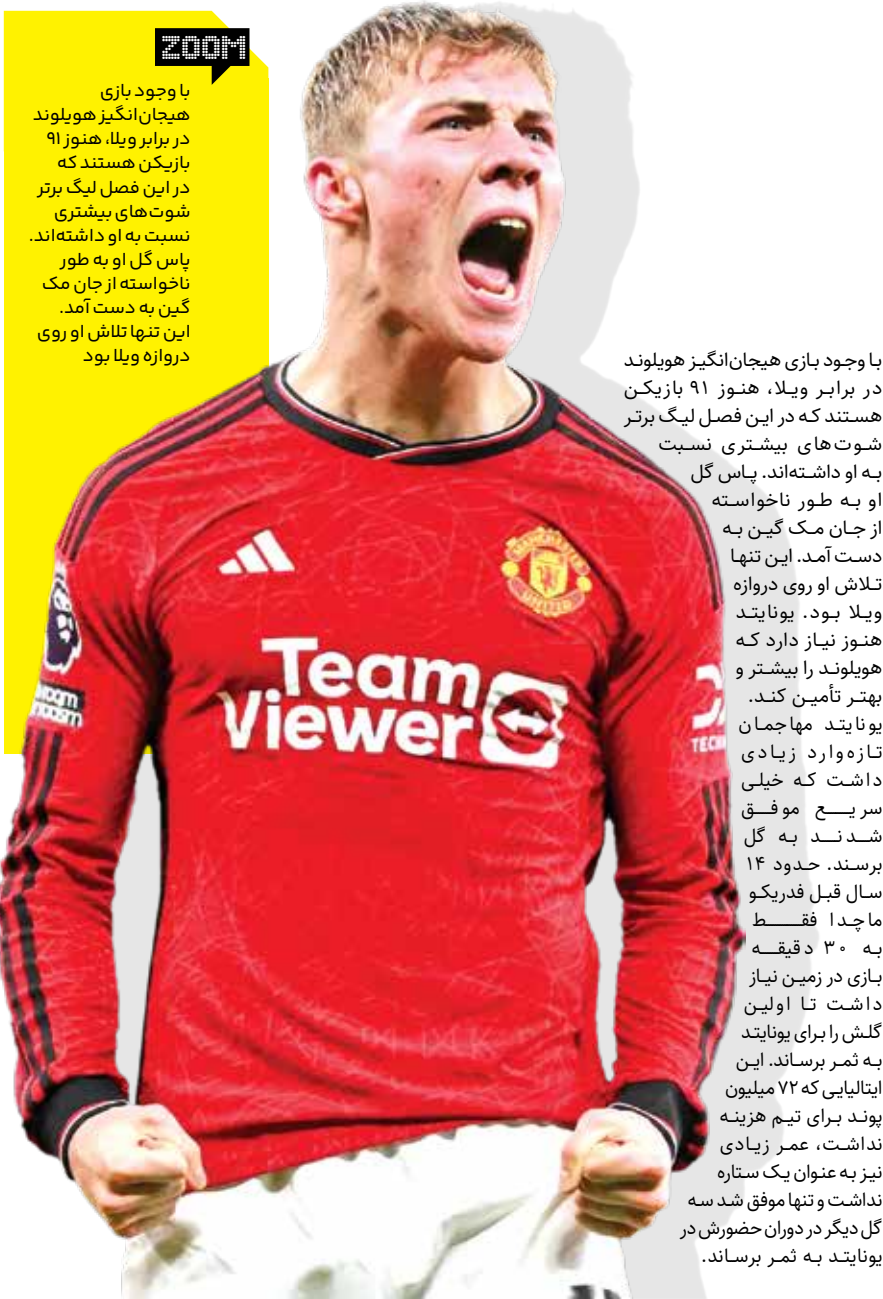 ZOOM
با وجود بازی
هیجان‌انگیز هویلوند
در برابر ویلا، هنوز ۹۱
بازیکن هستند که
در این فصل لیگ برتر
شوت‌های بیشتری
نسبت به او داشته‌اند.
پاس گل او به طور
ناخواسته از جان مک
گین به دست آمد.
این تنها تلاش او روی
دروازه ویلا بود
با وجود بازی هیجان‌انگیز هویلوند
در برابر ویلا، هنوز ۹۱ بازیکن
هستند که در این فصل لیگ برتر
شوت‌های بیشتری نسبت
به او داشته‌اند. پاس گل
او به طور ناخواسته
از جان مک گین به
دست آمد. این تنها
تلاش او روی دروازه
ویلا بود. یونایتد
هنوز نیاز دارد که
هویلوند را بیشتر و
بهتر تأمین کند.
یونایتد مهاجمان
تازه‌وارد زیادی
داشت که خیلی
سریع موفق
شدند به گل
برسند. حدود ۱۴
سال قبل فدریکو
ماچدا فقط
به ۳۰ دقیقه
بازی در زمین نیاز
داشت تا اولین
گلش را برای یونایتد
به ثمر برساند. این
ایتالیایی که ۷۲ میلیون
پوند برای تیم هزینه
نداشت، عمر زیادی
نیز به عنوان یک ستاره
نداشت و تنها موفق شد سه
گل دیگر در دوران حضورش در
یونایتد به ثمر برساند.
Team
Viewer